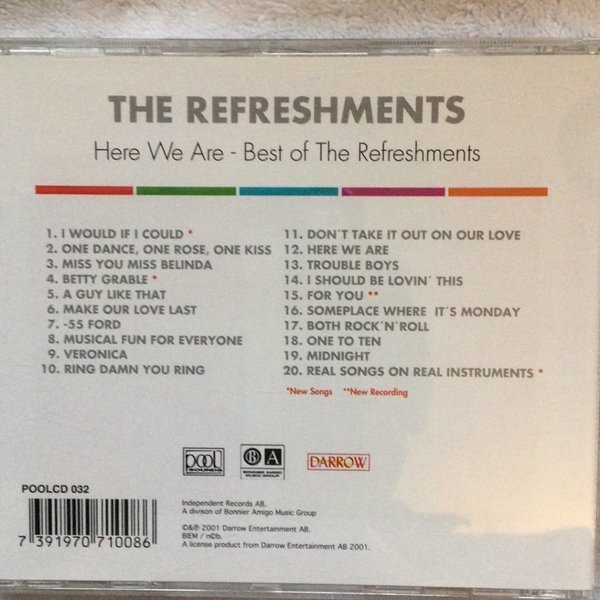 THE REFRESHMENTS
Here We Are - Best of The Refreshments
1. I WOULD IF I COULD *
2. ONE DANCE, ONE ROSE, ONE KISS
3. MISS YOU MISS BELINDA
4. BETTY GRABLE *
5. A GUY LIKE THAT
6. MAKE OUR LOVE LAST
7. -55 FORD
8. MUSICAL FUN FOR EVERYONE
9. VERONICA
10. RING DAMN YOU RING
11. DON´T TAKE IT OUT ON OUR LOVE
12. HERE WE ARE
13. TROUBLE BOYS
14. I SHOULD BE LOVIN´ THIS
15. FOR YOU **
16. SOMEPLACE WHERE IT´S MONDAY
17. BOTH ROCK´N´ROLL
18. ONE TO TEN
19. MIDNIGHT
20. REAL SONGS ON REAL INSTRUMENTS *
*New Songs **New Recording
pool SOUNDS
B A
BONNIER AMIGO MUSIC GROUP
DARROW
POOLCD 032
7 391970 710086
Independent Records AB.
A divison of Bonnier Amigo Music Group
©&℗ 2001 Darrow Entertainment AB.
BIEM / n©b.
A license product from Darrow Entertainment AB 2001.